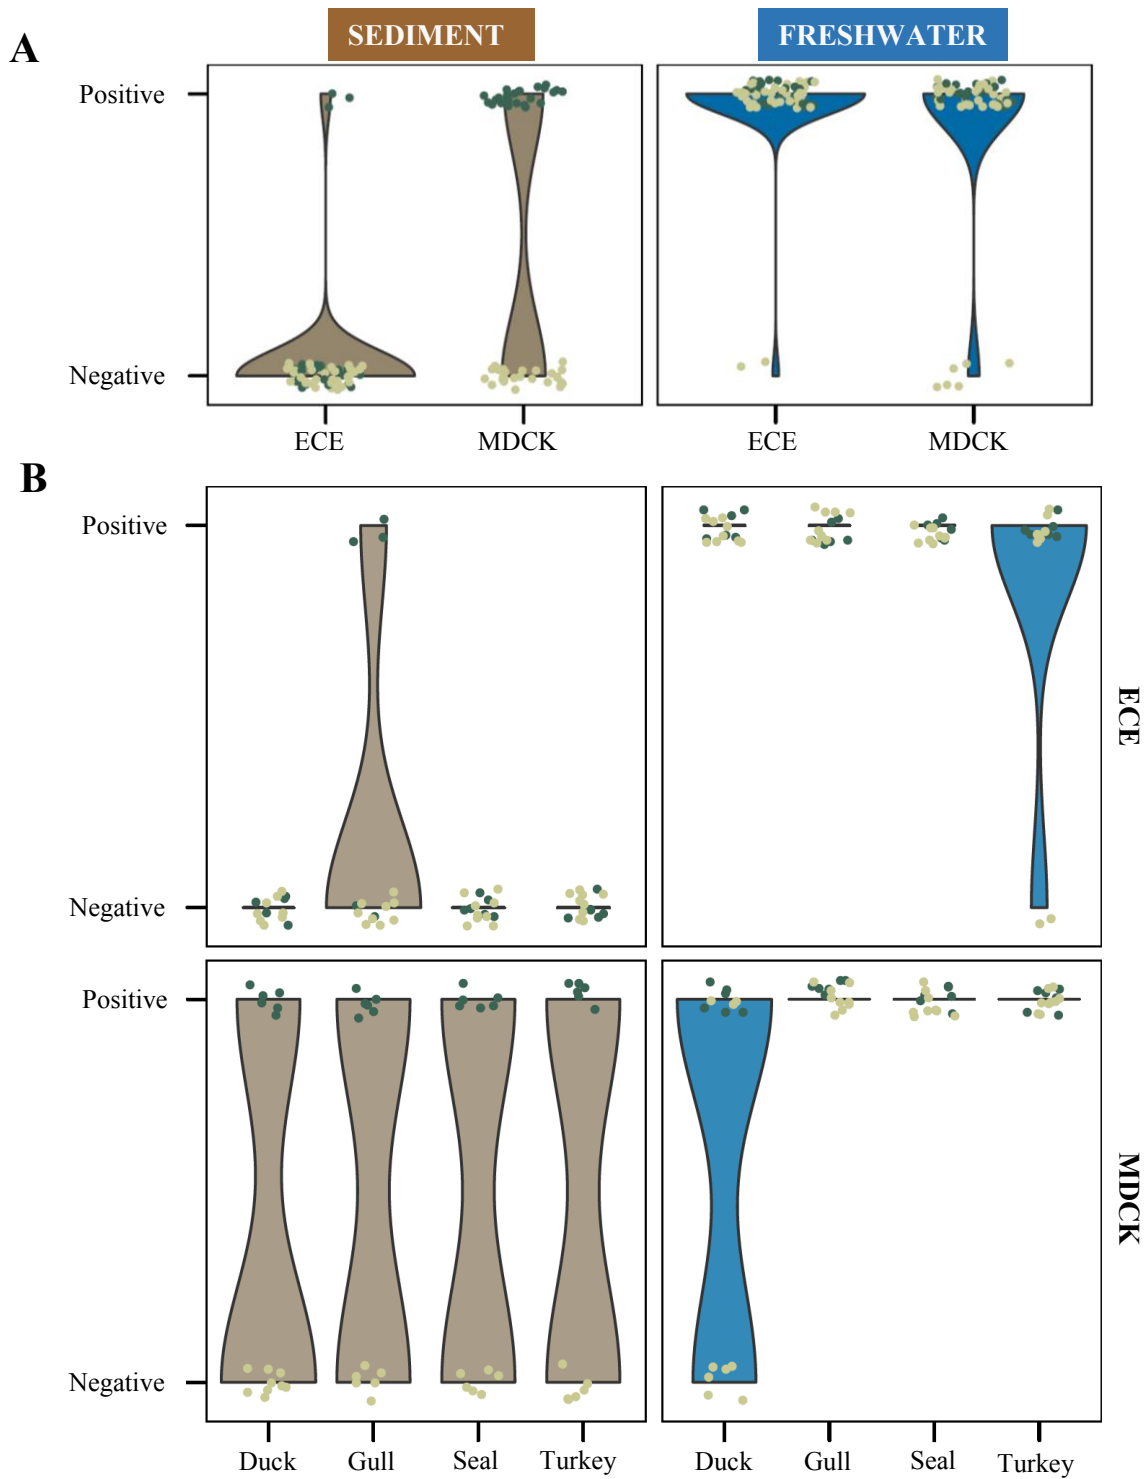 A
SEDIMENT
FRESHWATER
Positive
Negative
ECE
MDCK
ECE
MDCK
B
Positive
Negative
ECE
Positive
Negative
MDCK
Duck
Gull
Seal
Turkey
Duck
Gull
Seal
Turkey